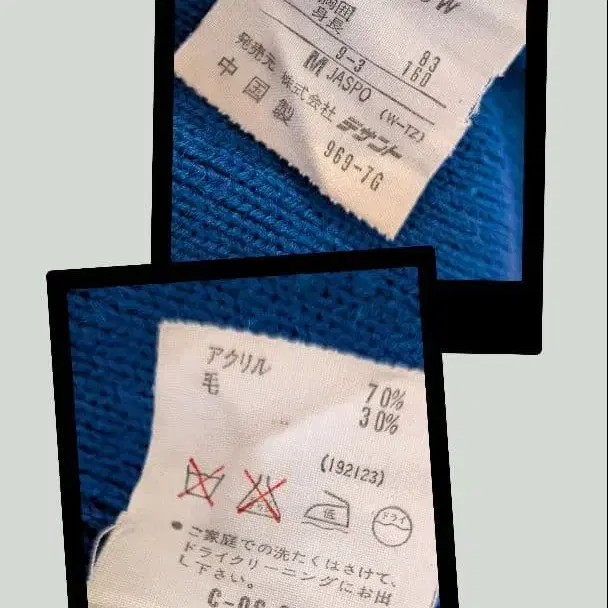 胸囲 83
身長 160
9-3
M JASPO (W-TZ)
発売元 株式会社 デサント
中国製 969-7G
アクリル 70%
毛 30%
(192123)
低
ドライ
●ご家庭での洗たくはさけて、
ドライクリーニングにお出
し下さい。